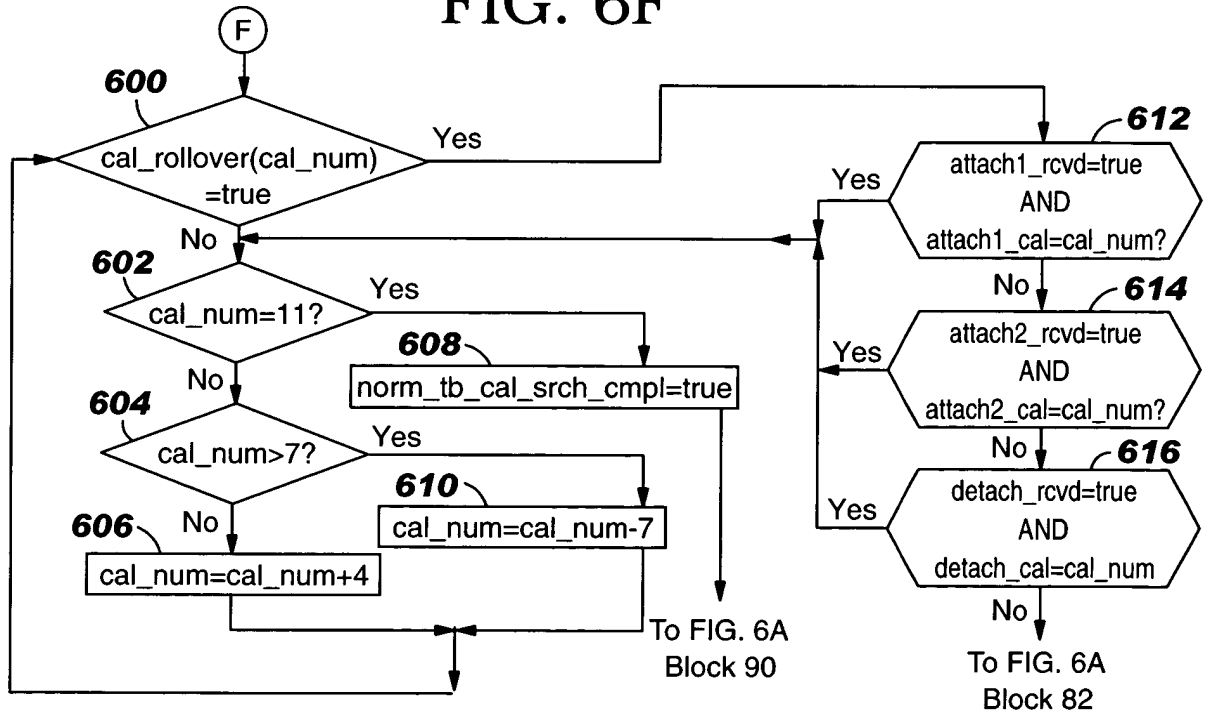 FIG. 6F
F
600
cal_rollover(cal_num)
=true
Yes
No
602
cal_num=11?
Yes
No
608
norm_tb_cal_srch_cmpl=true
604
cal_num>7?
Yes
No
610
cal_num=cal_num-7
606
cal_num=cal_num+4
To FIG. 6A
Block 90
612
attach1_rcvd=true
AND
attach1_cal=cal_num?
Yes
No
614
attach2_rcvd=true
AND
attach2_cal=cal_num?
Yes
No
616
detach_rcvd=true
AND
detach_cal=cal_num
Yes
No
To FIG. 6A
Block 82